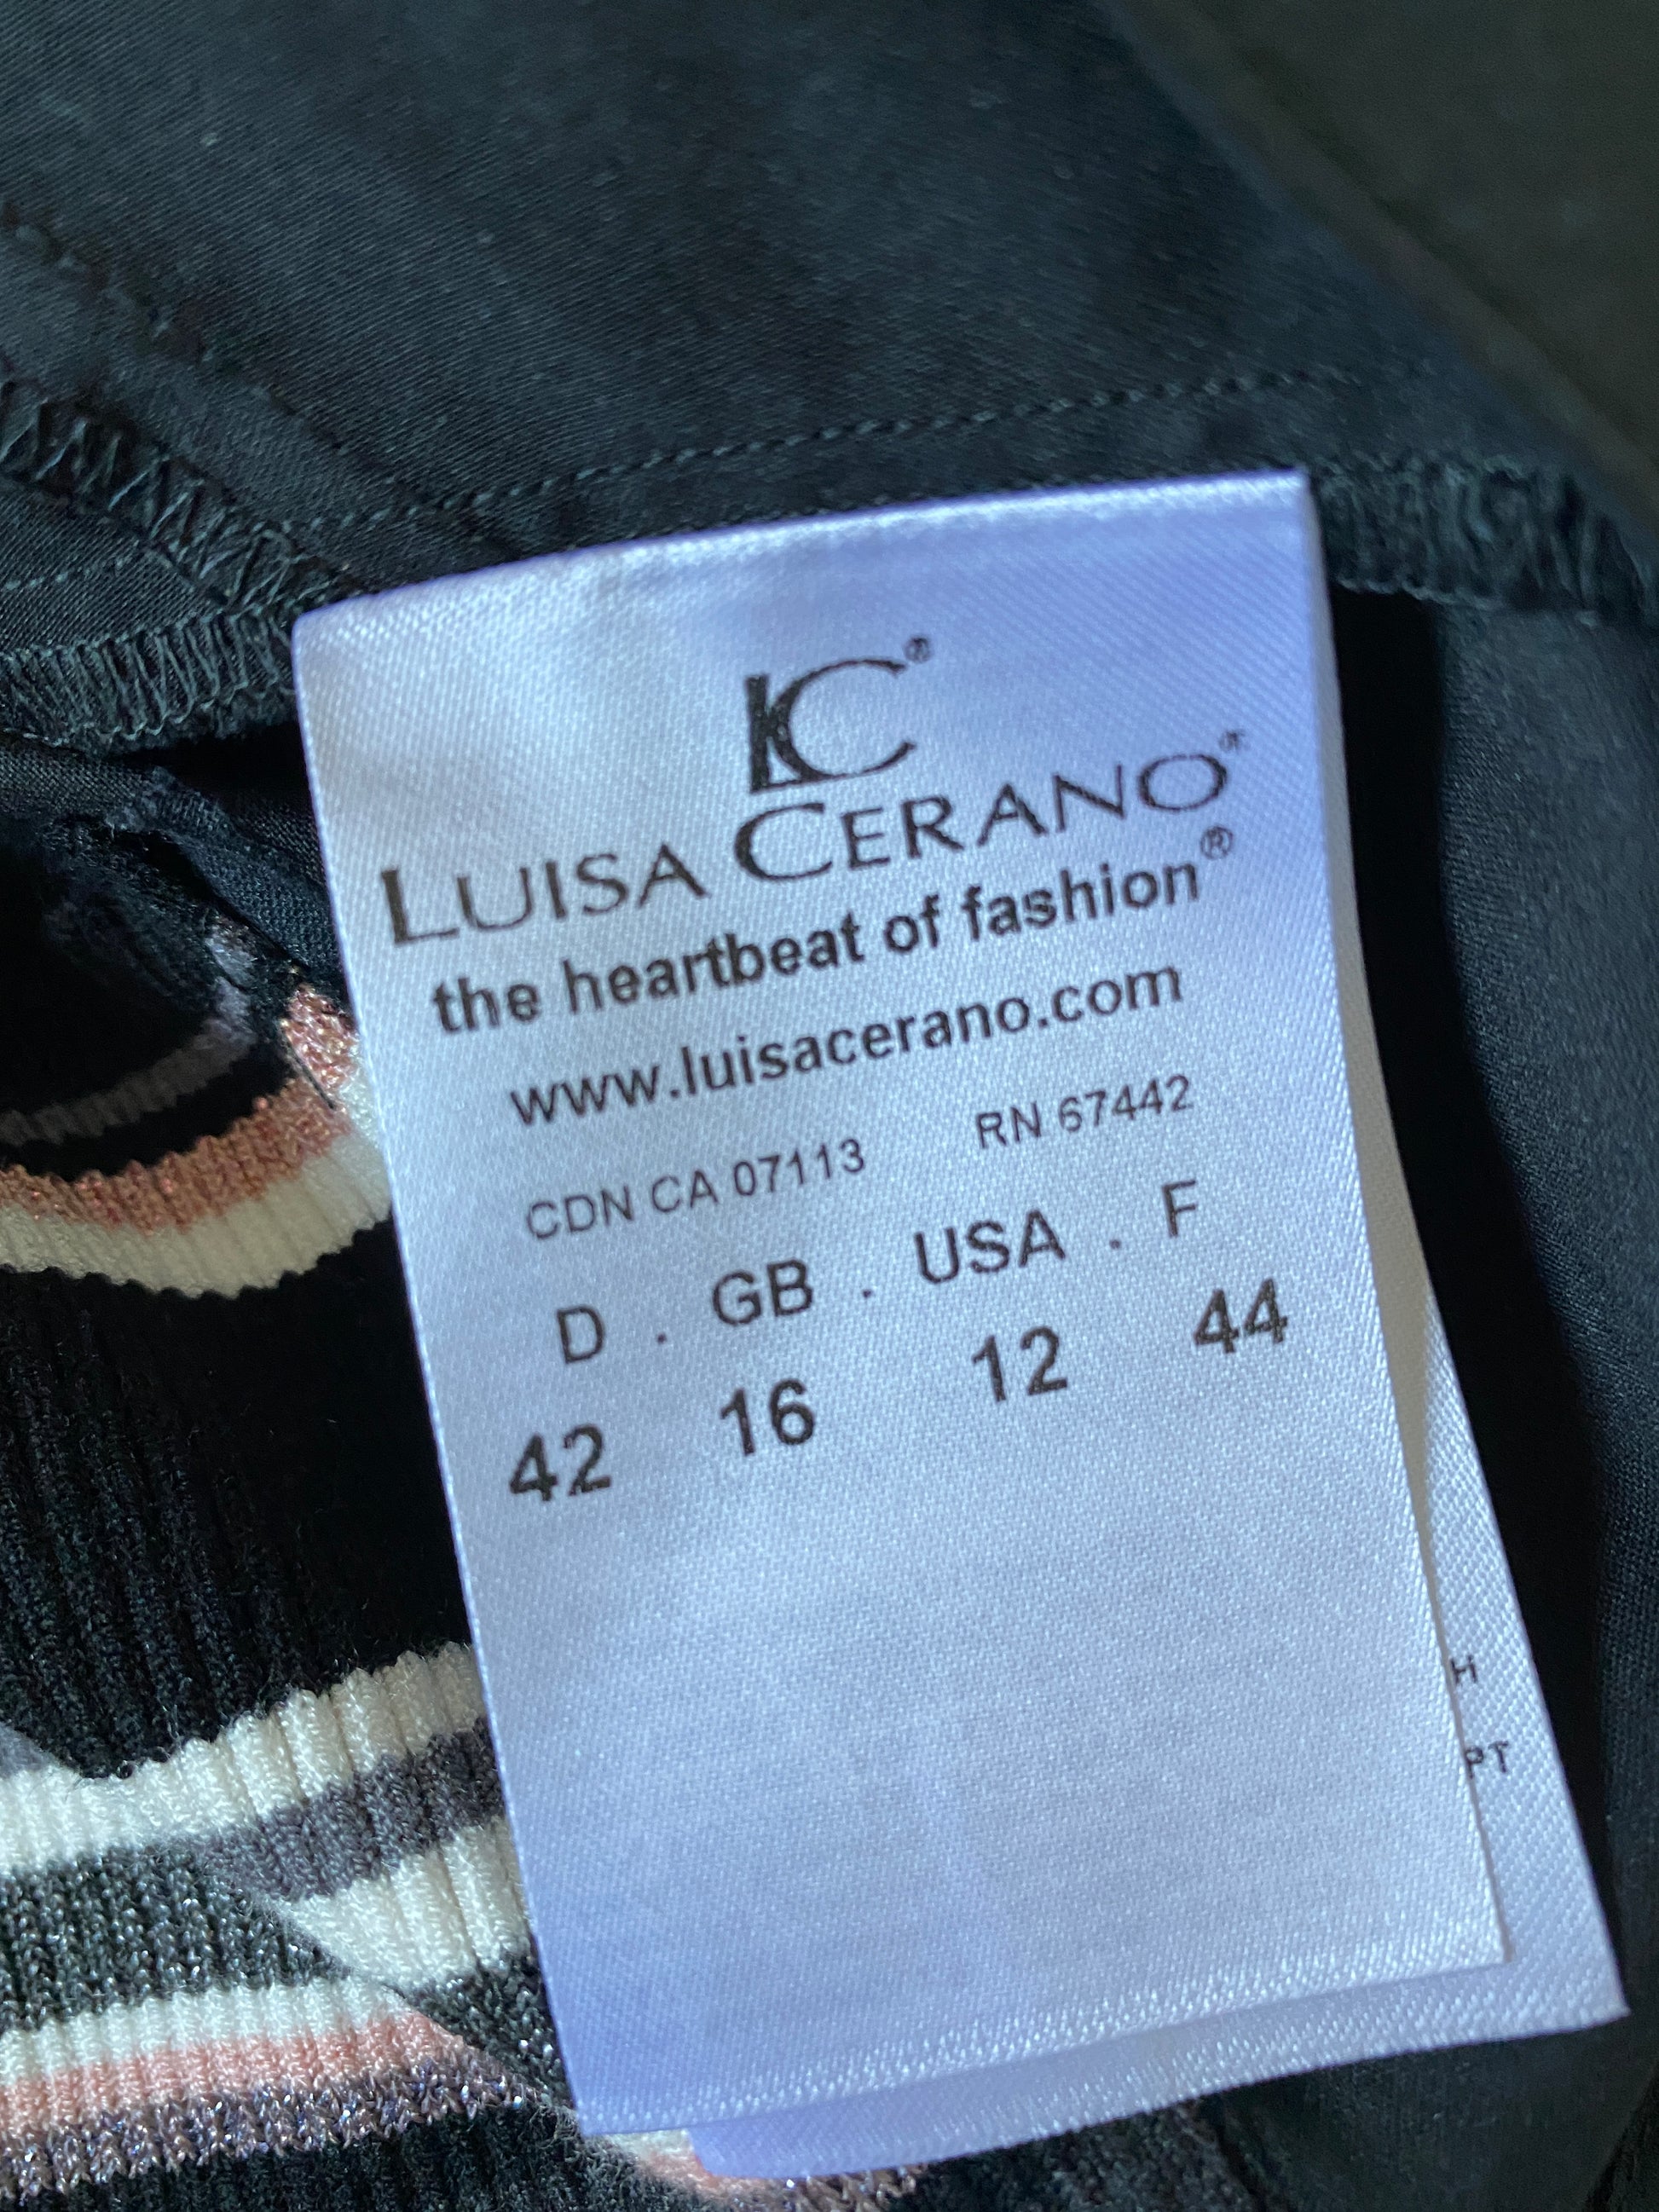 LC®
LUISA CERANO®
the heartbeat of fashion®
www.luisacerano.com
CDN CA 07113 RN 67442
D . GB . USA . F
42 16 12 44
H
PT